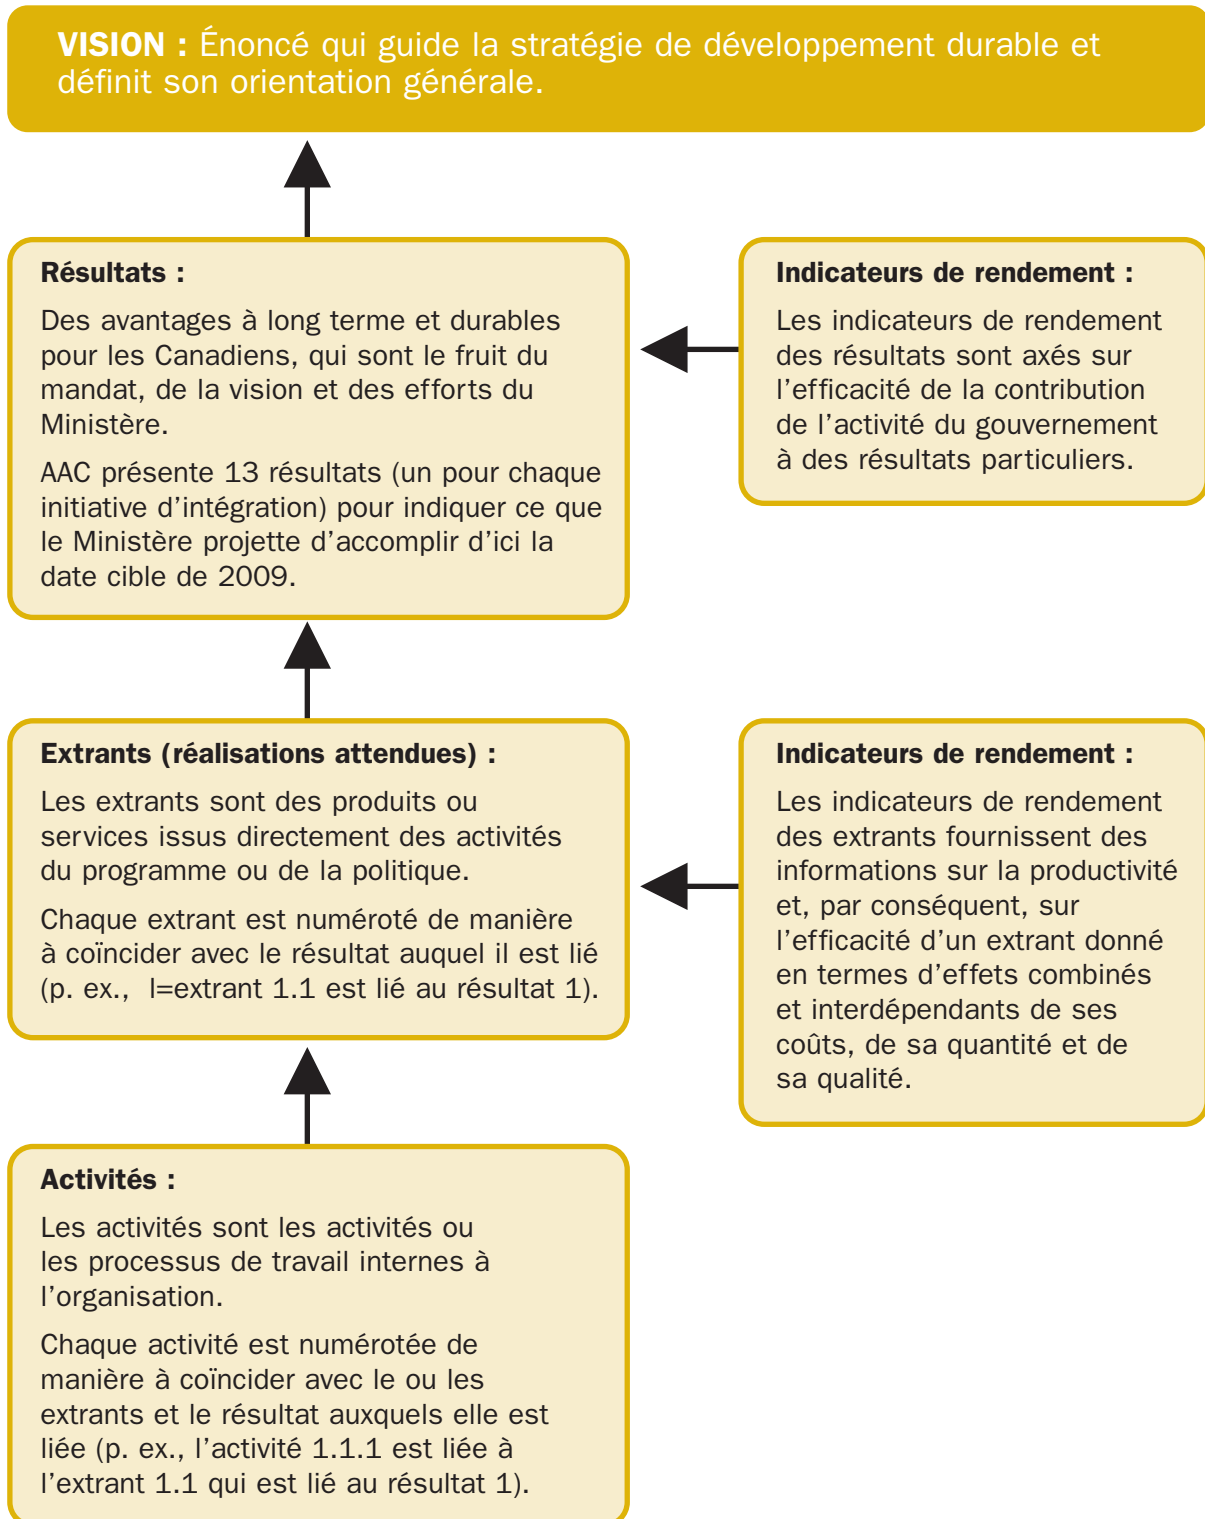 VISION : Énoncé qui guide la stratégie de développement durable et
définit son orientation générale.
Résultats :
Des avantages à long terme et durables
pour les Canadiens, qui sont le fruit du
mandat, de la vision et des efforts du
Ministère.
AAC présente 13 résultats (un pour chaque
initiative d’intégration) pour indiquer ce que
le Ministère projette d’accomplir d’ici la
date cible de 2009.
Indicateurs de rendement :
Les indicateurs de rendement
des résultats sont axés sur
l’efficacité de la contribution
de l’activité du gouvernement
à des résultats particuliers.
Extrants (réalisations attendues) :
Les extrants sont des produits ou
services issus directement des activités
du programme ou de la politique.
Chaque extrant est numéroté de manière
à coïncider avec le résultat auquel il est lié
(p. ex., l=extrant 1.1 est lié au résultat 1).
Indicateurs de rendement :
Les indicateurs de rendement
des extrants fournissent des
informations sur la productivité
et, par conséquent, sur
l’efficacité d’un extrant donné
en termes d’effets combinés
et interdépendants de ses
coûts, de sa quantité et de
sa qualité.
Activités :
Les activités sont les activités ou
les processus de travail internes à
l’organisation.
Chaque activité est numérotée de
manière à coïncider avec le ou les
extrants et le résultat auxquels elle est
liée (p. ex., l’activité 1.1.1 est liée à
l’extrant 1.1 qui est lié au résultat 1).